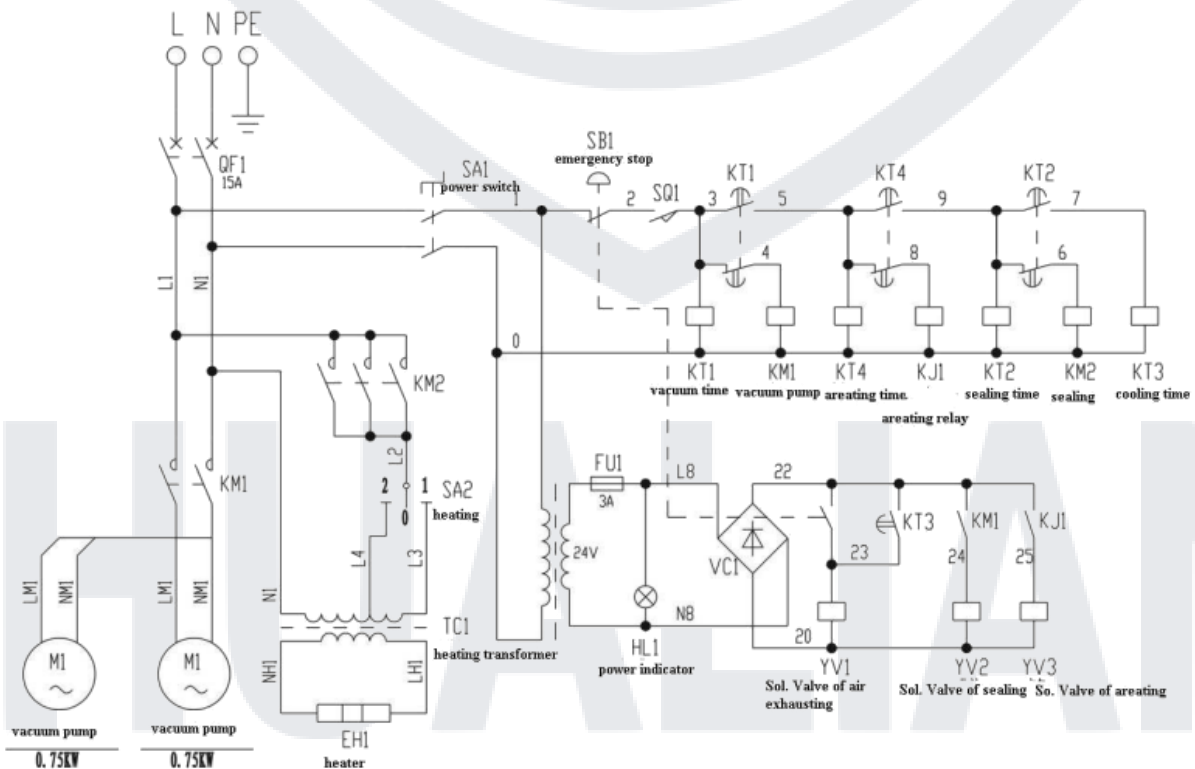 L N PE
QF1
15A
SA1
power switch
1
SB1
emergency stop
2
SQ1
3
KT1
5
KT4
9
KT2
7
4
8
6
L1
N1
0
KT1
KM1
KT4
KJ1
KT2
KM2
KT3
vacuum time
vacuum pump
areating time
areating relay
sealing time
sealing
cooling time
KM2
L2
2
0
1
SA2
heating
KM1
L4
L3
LM1
NM1
LM1
NM1
N1
TC1
heating transformer
NH1
LH1
EH1
heater
M1
~
M1
~
vacuum pump
0.75KW
vacuum pump
0.75KW
FU1
3A
24V
L8
N8
HL1
power indicator
VC1
22
KT3
KM1
KJ1
23
24
25
20
YV1
Sol. Valve of air
exhausting
YV2
Sol. Valve of sealing
YV3
So. Valve of areating
HUALIAN